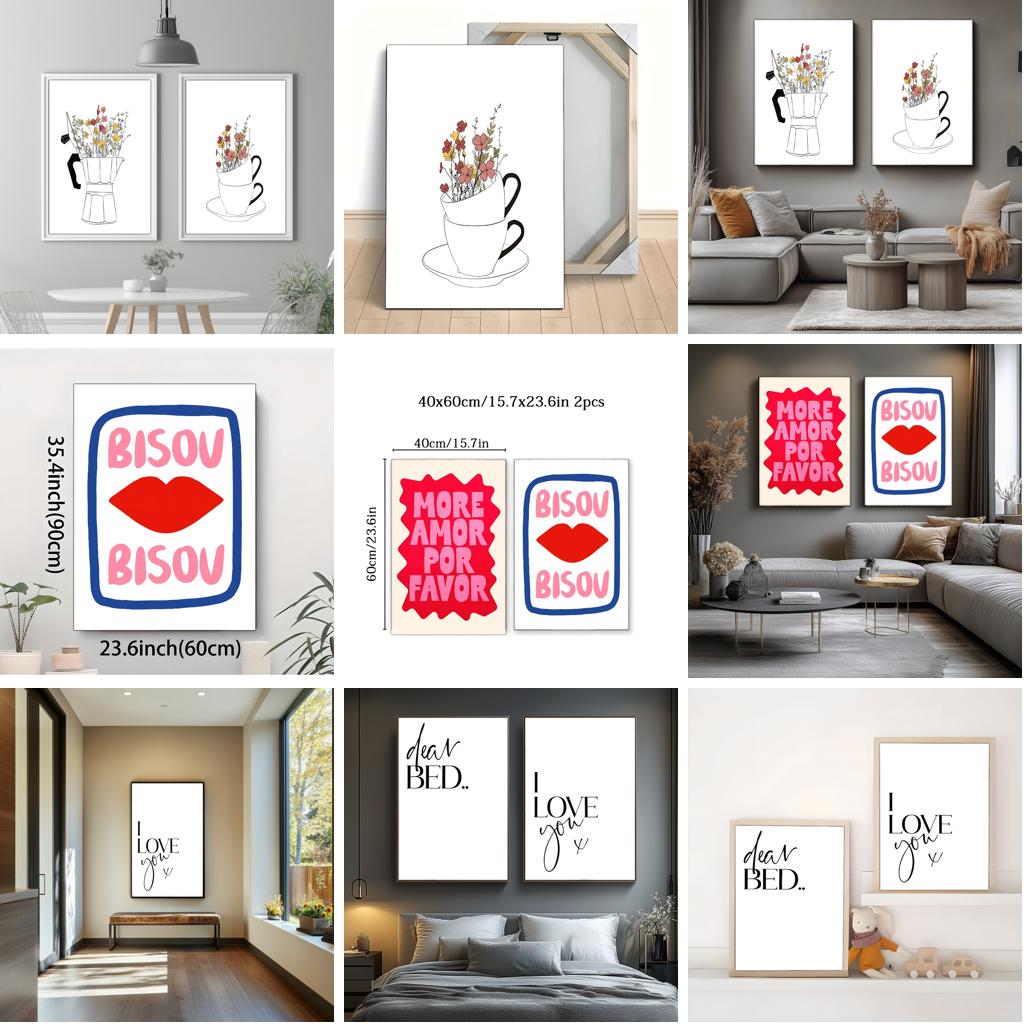 35.4inch(90cm)
BISOU
BISOU
23.6inch(60cm)
40x60cm/15.7x23.6in 2pcs
40cm/15.7in
60cm/23.6in
MORE
AMOR
POR
FAVOR
BISOU
BISOU
MORE
AMOR
POR
FAVOR
BISOU
BISOU
I
LOVE
you
x
dear
BED..
I
LOVE
you
x
dear
BED..
I
LOVE
you
x